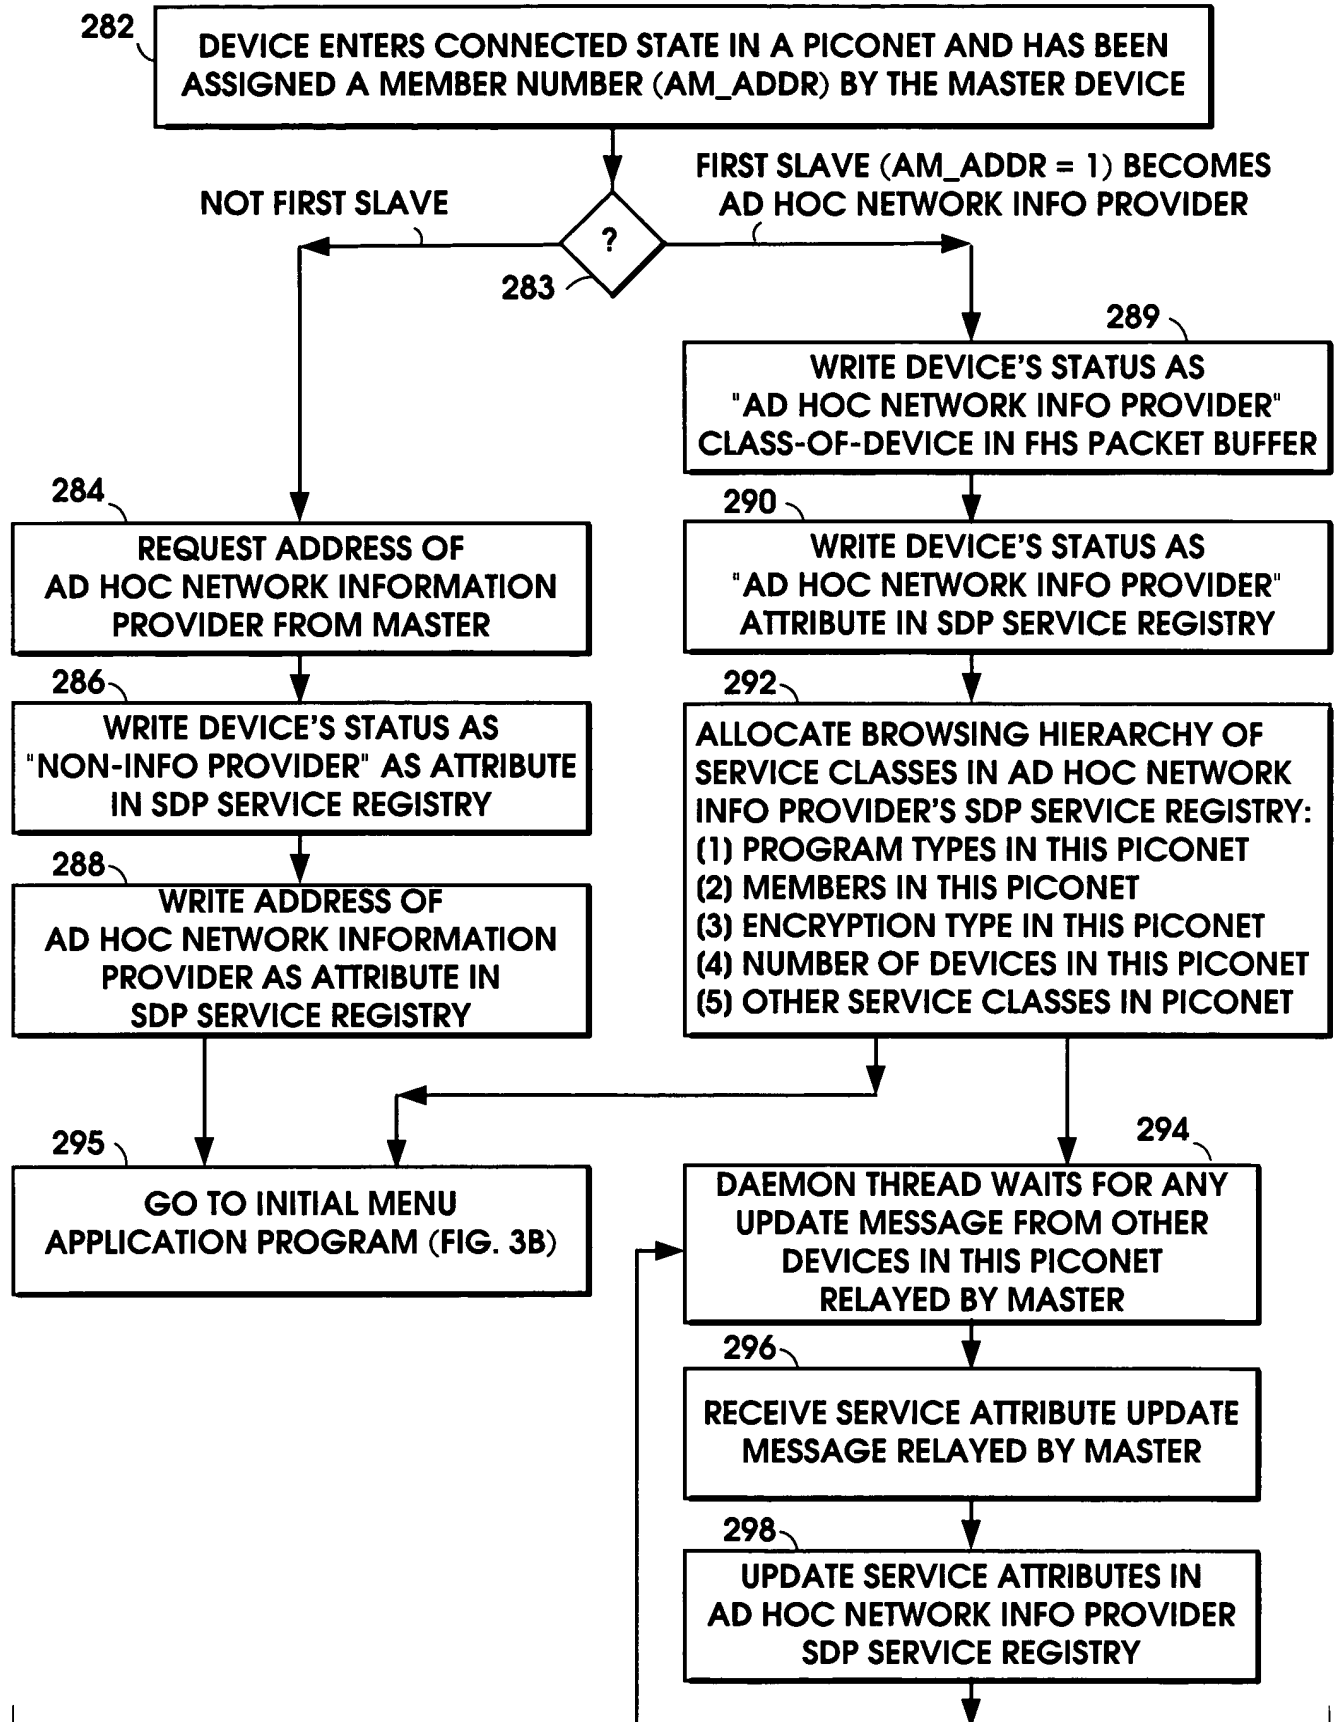 282
DEVICE ENTERS CONNECTED STATE IN A PICONET AND HAS BEEN
ASSIGNED A MEMBER NUMBER (AM_ADDR) BY THE MASTER DEVICE
FIRST SLAVE (AM_ADDR = 1) BECOMES
AD HOC NETWORK INFO PROVIDER
NOT FIRST SLAVE
?
283
289
WRITE DEVICE'S STATUS AS
"AD HOC NETWORK INFO PROVIDER"
CLASS-OF-DEVICE IN FHS PACKET BUFFER
284
REQUEST ADDRESS OF
AD HOC NETWORK INFORMATION
PROVIDER FROM MASTER
290
WRITE DEVICE'S STATUS AS
"AD HOC NETWORK INFO PROVIDER"
ATTRIBUTE IN SDP SERVICE REGISTRY
286
WRITE DEVICE'S STATUS AS
"NON-INFO PROVIDER" AS ATTRIBUTE
IN SDP SERVICE REGISTRY
292
ALLOCATE BROWSING HIERARCHY OF
SERVICE CLASSES IN AD HOC NETWORK
INFO PROVIDER'S SDP SERVICE REGISTRY:
(1) PROGRAM TYPES IN THIS PICONET
(2) MEMBERS IN THIS PICONET
(3) ENCRYPTION TYPE IN THIS PICONET
(4) NUMBER OF DEVICES IN THIS PICONET
(5) OTHER SERVICE CLASSES IN PICONET
288
WRITE ADDRESS OF
AD HOC NETWORK INFORMATION
PROVIDER AS ATTRIBUTE IN
SDP SERVICE REGISTRY
295
GO TO INITIAL MENU
APPLICATION PROGRAM (FIG. 3B)
294
DAEMON THREAD WAITS FOR ANY
UPDATE MESSAGE FROM OTHER
DEVICES IN THIS PICONET
RELAYED BY MASTER
296
RECEIVE SERVICE ATTRIBUTE UPDATE
MESSAGE RELAYED BY MASTER
298
UPDATE SERVICE ATTRIBUTES IN
AD HOC NETWORK INFO PROVIDER
SDP SERVICE REGISTRY